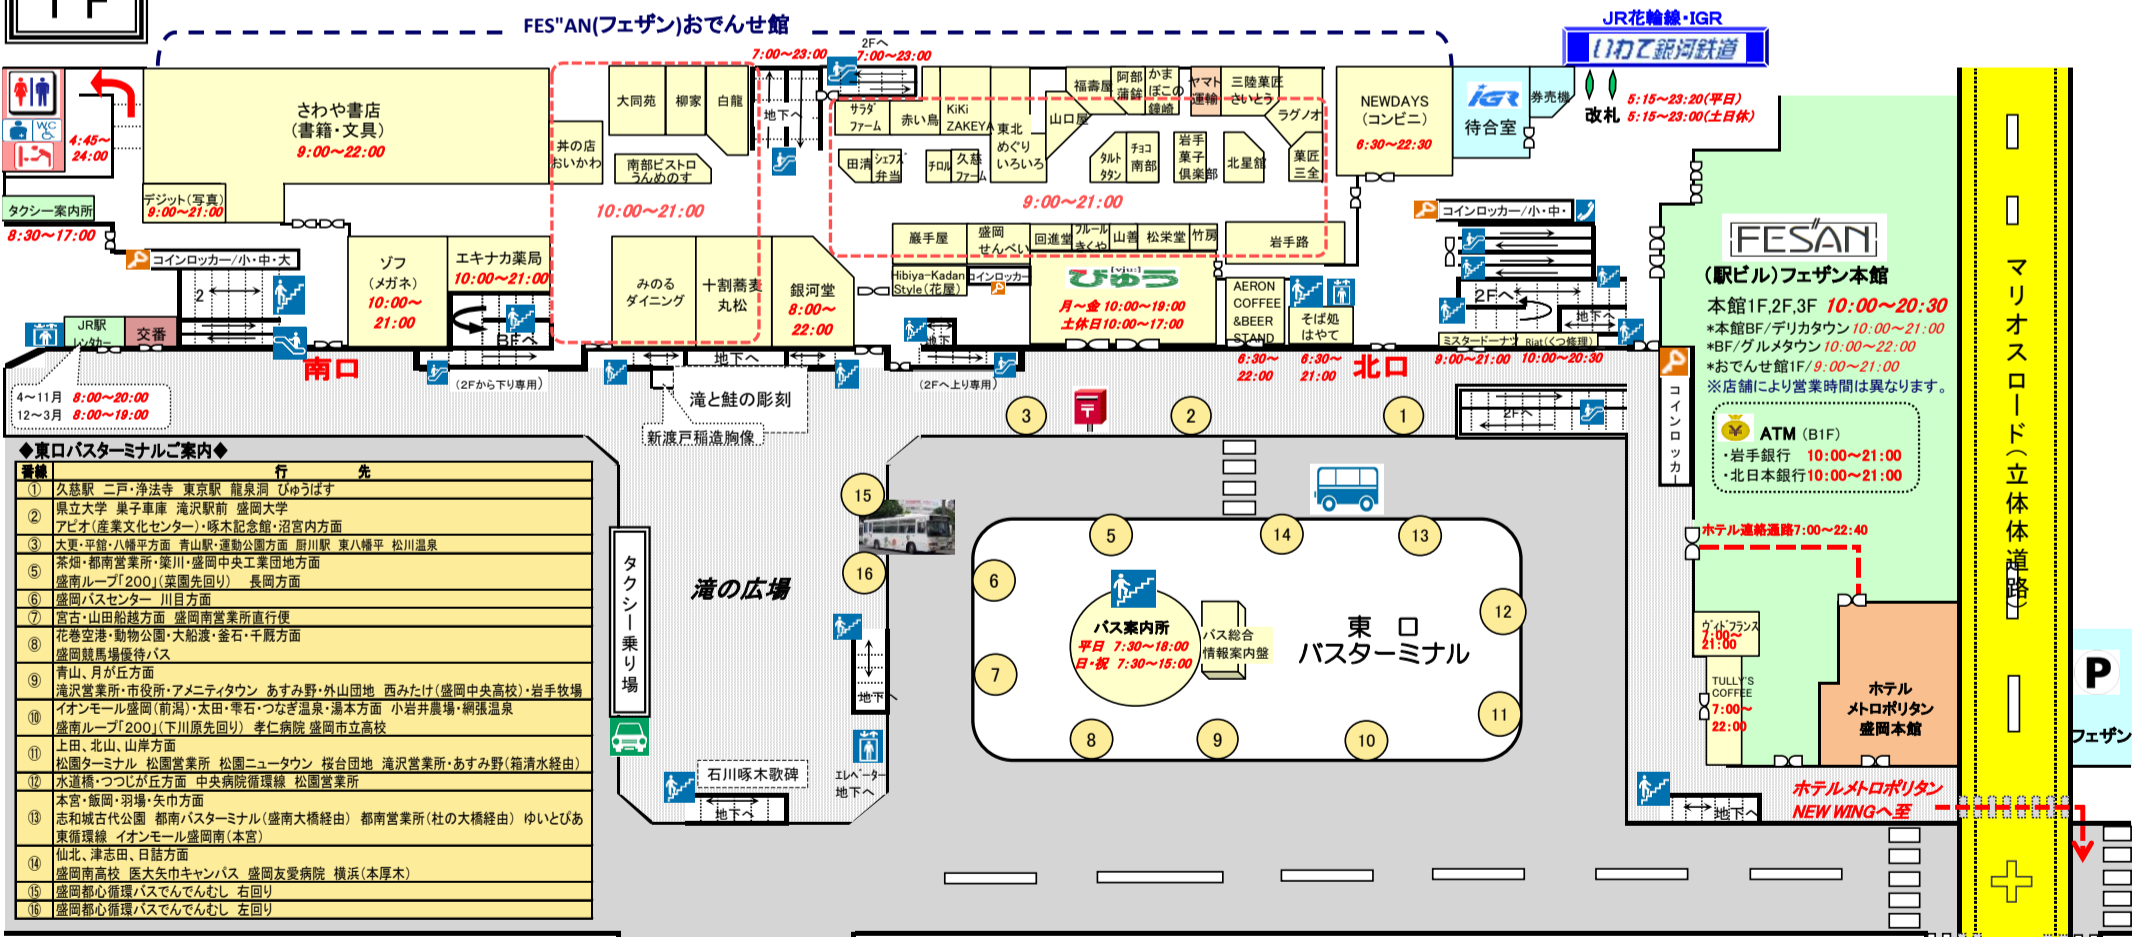 1F
FES"AN(フェザン)おでんせ館
JR花輪線・IGR
いわて銀河鉄道
7:00～23:00
2Fへ
7:00～23:00
WC
4:45～
24:00
さわや書店
(書籍・文具)
9:00～22:00
大同苑
柳家
白龍
地下へ
サラダ
ファーム
赤い鳥
KiKi
ZAKEYA
東北
めぐり
いろいろ
山口屋
福壽屋
阿部
蒲鉾
かま
ぼこの
鐘崎
ヤマト
運輸
三陸菓匠
さいとう
ラグノオ
NEWDAYS
(コンビニ)
6:30～22:30
IGR
待合室
券売機
改札
5:15～23:20(平日)
5:15～23:00(土日休)
丼の店
おいかわ
南部ビストロ
うんめのす
田清
シェフズ
弁当
チロル
久慈
ファーム
タルト
タタン
チョコ
南部
岩手
菓子
倶楽部
北星館
菓匠
三全
デジット(写真)
9:00～21:00
タクシー案内所
8:30～17:00
10:00～21:00
9:00～21:00
コインロッカー/小・中・大
ゾフ
(メガネ)
10:00～
21:00
エキナカ薬局
10:00～21:00
みのる
ダイニング
十割蕎麦
丸松
銀河堂
8:00～
22:00
巌手屋
盛岡
せんべい
回進堂
フルール
きくや
山善
松栄堂
竹房
岩手路
Hibiya-Kadan
Style(花屋)
コインロッカー
びゅう
月～金 10:00～19:00
土休日10:00～17:00
AERON
COFFEE
&BEER
STAND
6:30～
22:00
そば処
はやて
6:30～
21:00
コインロッカー/小・中・
2Fへ
地下へ
ミスタードーナツ
9:00～21:00
Riat(くつ修理)
10:00～20:30
FESAN
(駅ビル)フェザン本館
本館1F,2F,3F 10:00～20:30
*本館BF/デリカタウン10:00～21:00
*BF/グルメタウン10:00～22:00
*おでんせ館1F/9:00～21:00
※店舗により営業時間は異なります。
ATM (B1F)
・岩手銀行 10:00～21:00
・北日本銀行10:00～21:00
マリオスロード(立体体道路)
2
JR駅
レンタカー
交番
BFへ
地下
南口
北口
4～11月 8:00～20:00
12～3月 8:00～19:00
(2Fから下り専用)
地下へ
(2Fへ上り専用)
滝と鮭の彫刻
新渡戸稲造胸像
3
2
1
2Fへ
コインロッカー
◆東口バスターミナルご案内◆
番線 行 先
① 久慈駅 二戸・浄法寺 東京駅 龍泉洞 びゅうばす
② 県立大学 巣子車庫 滝沢駅前 盛岡大学
アピオ(産業文化センター)・啄木記念館・沼宮内方面
③ 大更・平舘・八幡平方面 青山駅・運動公園方面 厨川駅 東八幡平 松川温泉
⑤ 茶畑・都南営業所・簗川・盛岡中央工業団地方面
盛南ループ「200」(菜園先回り) 長岡方面
⑥ 盛岡バスセンター 川目方面
⑦ 宮古・山田船越方面 盛岡南営業所直行便
⑧ 花巻空港・動物公園・大船渡・釜石・千厩方面
盛岡競馬場優待バス
⑨ 青山、月が丘方面
滝沢営業所・市役所・アメニティタウン あすみ野・外山団地 西みたけ(盛岡中央高校)・岩手牧場
⑩ イオンモール盛岡(前潟)・太田・雫石・つなぎ温泉・湯本方面 小岩井農場・網張温泉
盛南ループ「200」(下川原先回り) 孝仁病院 盛岡市立高校
⑪ 上田、北山、山岸方面
松園ターミナル 松園営業所 松園ニュータウン 桜台団地 滝沢営業所・あすみ野(箱清水経由)
⑫ 水道橋・つつじが丘方面 中央病院循環線 松園営業所
⑬ 本宮・飯岡・羽場・矢巾方面
志和城古代公園 都南バスターミナル(盛南大橋経由) 都南営業所(杜の大橋経由) ゆいとぴあ
東循環線 イオンモール盛岡南(本宮)
⑭ 仙北、津志田、日詰方面
盛岡南高校 医大矢巾キャンパス 盛岡友愛病院 横浜(本厚木)
⑮ 盛岡都心循環バスでんでんむし 右回り
⑯ 盛岡都心循環バスでんでんむし 左回り
タクシー乗り場
滝の広場
15
16
地下へ
エレベーター
地下へ
石川啄木歌碑
地下へ
5
14
13
6
12
7
11
8
9
10
バス案内所
平日 7:30～18:00
日・祝 7:30～15:00
バス総合
情報案内盤
東口
バスターミナル
ホテル連絡通路7:00～22:40
ヴィドフランス
7:00～
21:00
TULLY'S
COFFEE
7:00～
22:00
ホテル
メトロポリタン
盛岡本館
P
フェザン
地下へ
ホテルメトロポリタン
NEW WINGへ至